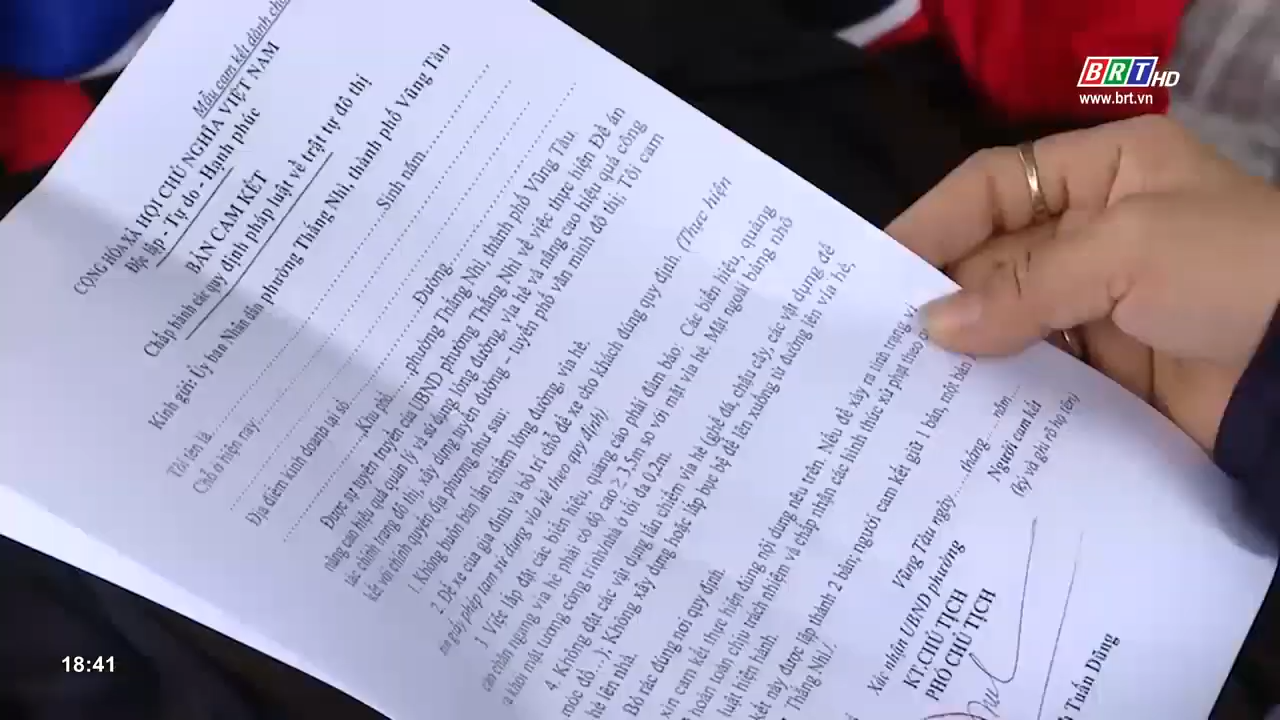 BRT HD
www.brt.vn
Mẫu cam kết dành cho
CỘNG HÒA XÃ HỘI CHỦ NGHĨA VIỆT NAM
Độc lập - Tự do - Hạnh phúc
BẢN CAM KẾT
Chấp hành các quy định pháp luật về trật tự đô thị
Kính gửi: Ủy ban Nhân dân phường Thắng Nhì, thành phố Vũng Tàu
Tôi tên là.......... Sinh năm..........
Chỗ ở hiện nay:..........
Địa điểm kinh doanh tại số.......... Đường..........
.......... Khu phố.......... ,phường Thắng Nhì, thành phố Vũng Tàu.
Được sự tuyên truyền của UBND phường Thắng Nhì về việc thực hiện Đề án
nâng cao hiệu quả quản lý và sử dụng lòng đường, vỉa hè và nâng cao hiệu quả công
tác chỉnh trang đô thị, xây dựng tuyến đường - tuyến phố văn minh đô thị; Tôi cam
kết với chính quyền địa phương như sau:
1. Không buôn bán lấn chiếm lòng đường, vỉa hè.
2. Để xe của gia đình và bố trí chỗ để xe cho khách đúng quy định. (Thực hiện
giấy phép tạm sử dụng vỉa hè theo quy định)
3. Việc lắp đặt các biển hiệu, quảng cáo phải đảm bảo: Các biển hiệu, quảng
cáo chắn ngang vỉa hè phải có độ cao ≥ 3,5m so với mặt vỉa hè. Mặt ngoài bảng nhô
a khỏi mặt tường công trình/nhà ở tối đa 0,2m.
4. Không đặt các vật dụng lấn chiếm vỉa hè (ghế đá, chậu cây, các vật dụng để
móc đồ...); Không xây dựng hoặc lắp bục bệ để lên xuống từ đường lên vỉa hè,
hè lên nhà.
Bỏ rác đúng nơi quy định.
xin cam kết thực hiện đúng nội dung nêu trên. Nếu để xảy ra tình trạng vi
hoàn toàn chịu trách nhiệm và chấp nhận các hình thức xử phạt theo
luật hiện hành.
kết này được lập thành 2 bản, người cam kết giữ 1 bản, một bản
Thắng Nhì./.
Vũng Tàu ngày.......tháng.......năm.......
Xác nhận UBND phường
Người cam kết
KT.CHỦ TỊCH
(ký và ghi rõ họ tên)
PHÓ CHỦ TỊCH
Tuấn Dũng
18:41